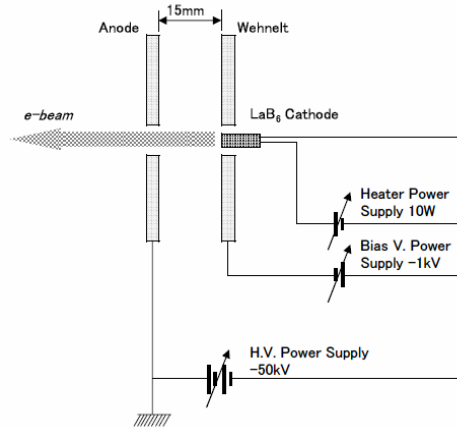 15mm
Anode
Wehnelt
e-beam
LaB₆ Cathode
Heater Power
Supply 10W
Bias V. Power
Supply -1kV
H.V. Power Supply
-50kV